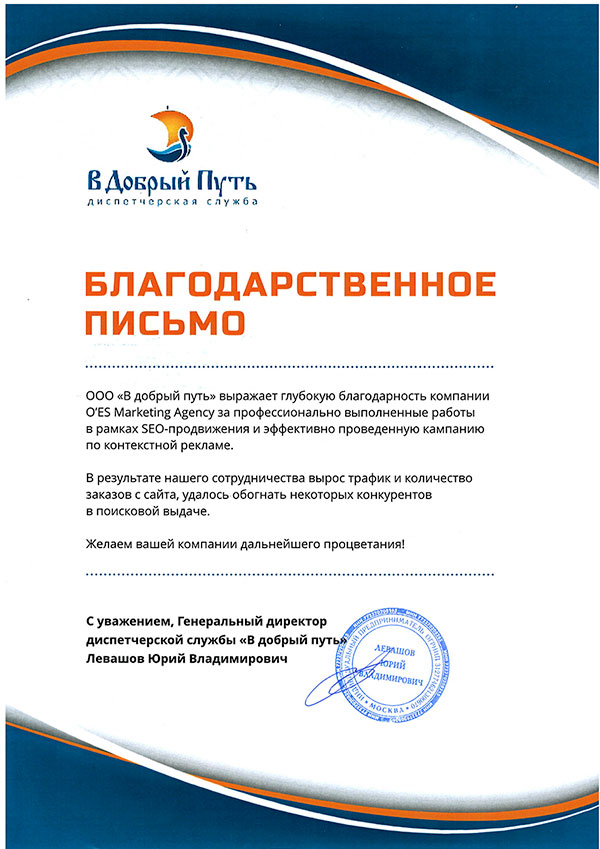 В Добрый Путь
диспетчерская служба
БЛАГОДАРСТВЕННОЕ
ПИСЬМО
ООО «В добрый путь» выражает глубокую благодарность компании
O’ES Marketing Agency за профессионально выполненные работы
в рамках SEO-продвижения и эффективно проведенную кампанию
по контекстной рекламе.
В результате нашего сотрудничества вырос трафик и количество
заказов с сайта, удалось обогнать некоторых конкурентов
в поисковой выдаче.
Желаем вашей компании дальнейшего процветания!
С уважением, Генеральный директор
диспетчерской службы «В добрый путь»
Левашов Юрий Владимирович
ИНДИВИДУАЛЬНЫЙ ПРЕДПРИНИМАТЕЛЬ ОГРНИП
ЛЕВАШОВ
ЮРИЙ
ВЛАДИМИРОВИЧ
МОСКВА